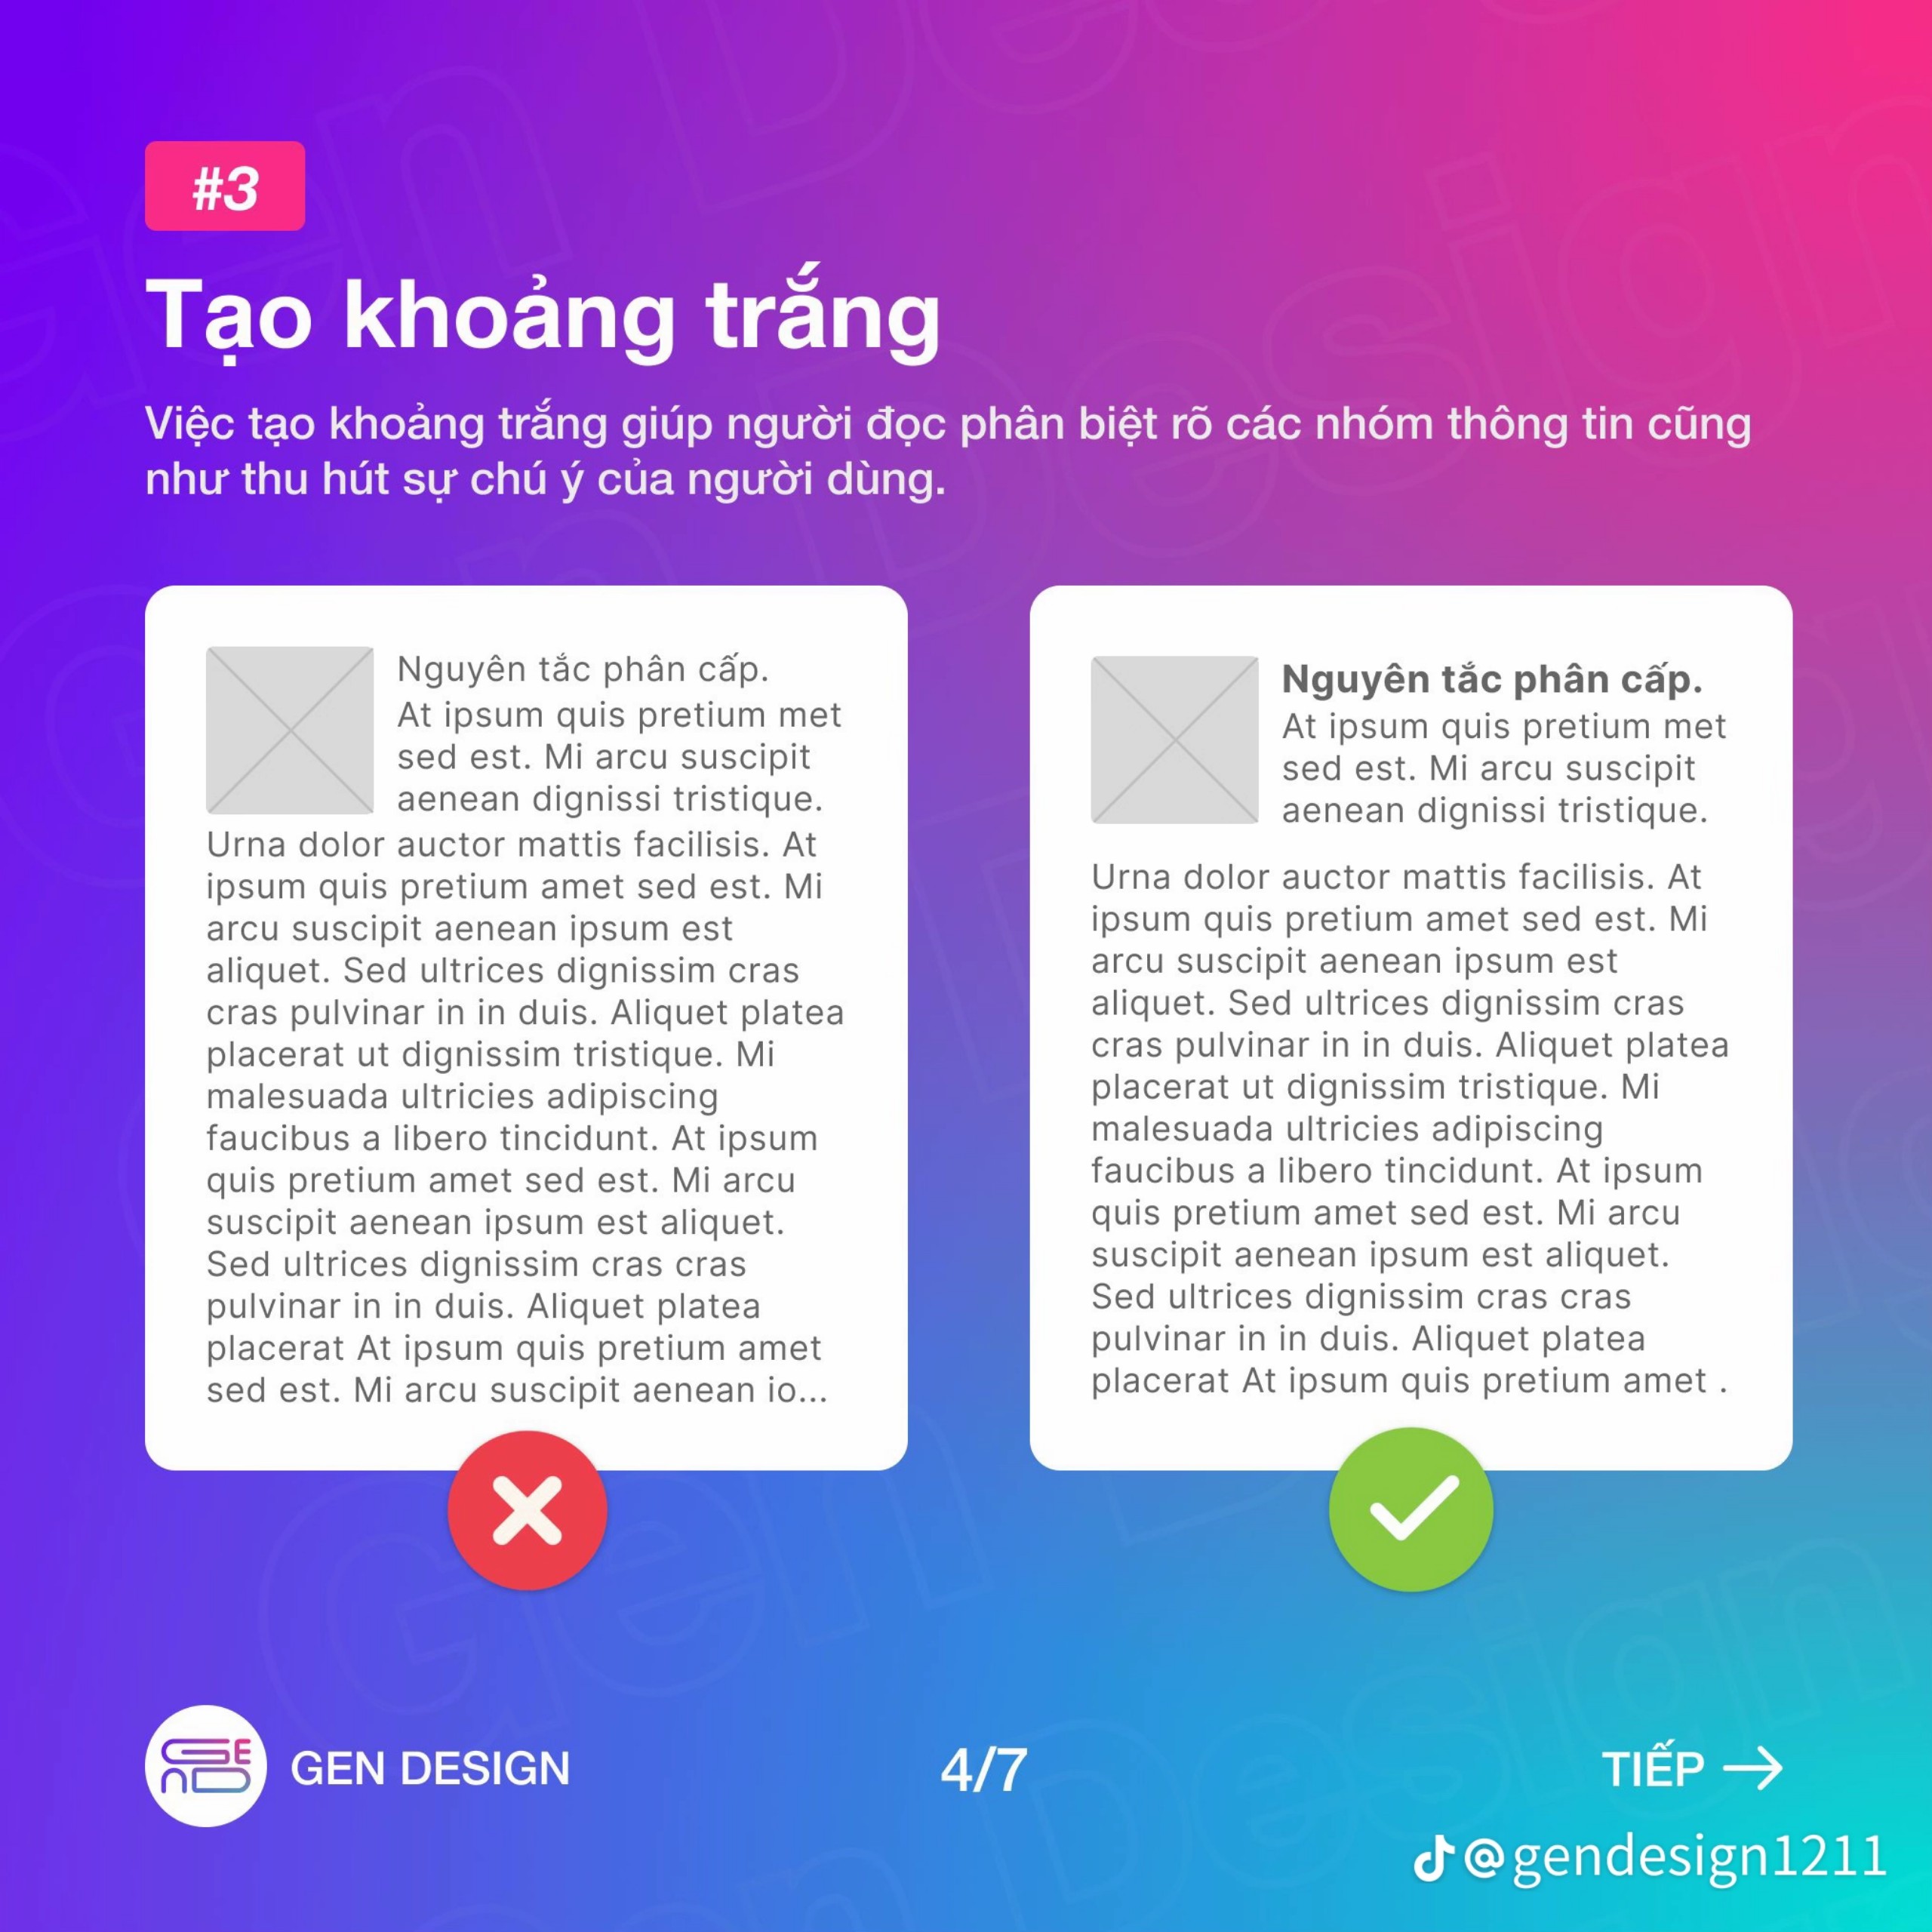 #3
Tạo khoảng trắng
Việc tạo khoảng trắng giúp người đọc phân biệt rõ các nhóm thông tin cũng
như thu hút sự chú ý của người dùng.
Nguyên tắc phân cấp.
At ipsum quis pretium met
sed est. Mi arcu suscipit
aenean dignissi tristique.
Urna dolor auctor mattis facilisis. At
ipsum quis pretium amet sed est. Mi
arcu suscipit aenean ipsum est
aliquet. Sed ultrices dignissim cras
cras pulvinar in in duis. Aliquet platea
placerat ut dignissim tristique. Mi
malesuada ultricies adipiscing
faucibus a libero tincidunt. At ipsum
quis pretium amet sed est. Mi arcu
suscipit aenean ipsum est aliquet.
Sed ultrices dignissim cras cras
pulvinar in in duis. Aliquet platea
placerat At ipsum quis pretium amet
sed est. Mi arcu suscipit aenean io...
Nguyên tắc phân cấp.
At ipsum quis pretium met
sed est. Mi arcu suscipit
aenean dignissi tristique.
Urna dolor auctor mattis facilisis. At
ipsum quis pretium amet sed est. Mi
arcu suscipit aenean ipsum est
aliquet. Sed ultrices dignissim cras
cras pulvinar in in duis. Aliquet platea
placerat ut dignissim tristique. Mi
malesuada ultricies adipiscing
faucibus a libero tincidunt. At ipsum
quis pretium amet sed est. Mi arcu
suscipit aenean ipsum est aliquet.
Sed ultrices dignissim cras cras
pulvinar in in duis. Aliquet platea
placerat At ipsum quis pretium amet .
GEN DESIGN
4/7
TIẾP →
@gendesign1211